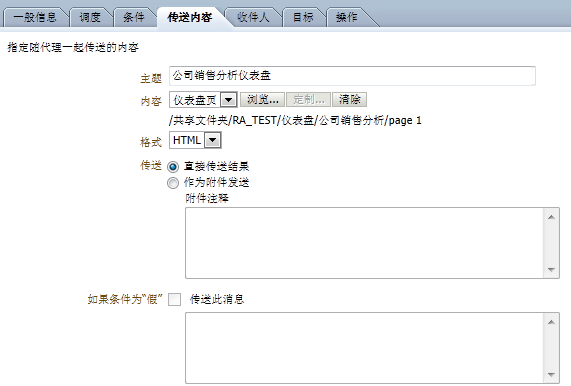 一般信息 调度 条件 传送内容 收件人 目标 操作
指定随代理一起传送的内容
主题 公司销售分析仪表盘
内容 仪表盘页 浏览... 定制... 清除
/共享文件夹/RA_TEST/仪表盘/公司销售分析/page 1
格式 HTML
传送 直接传送结果
作为附件发送
附件注释
如果条件为“假” 传送此消息